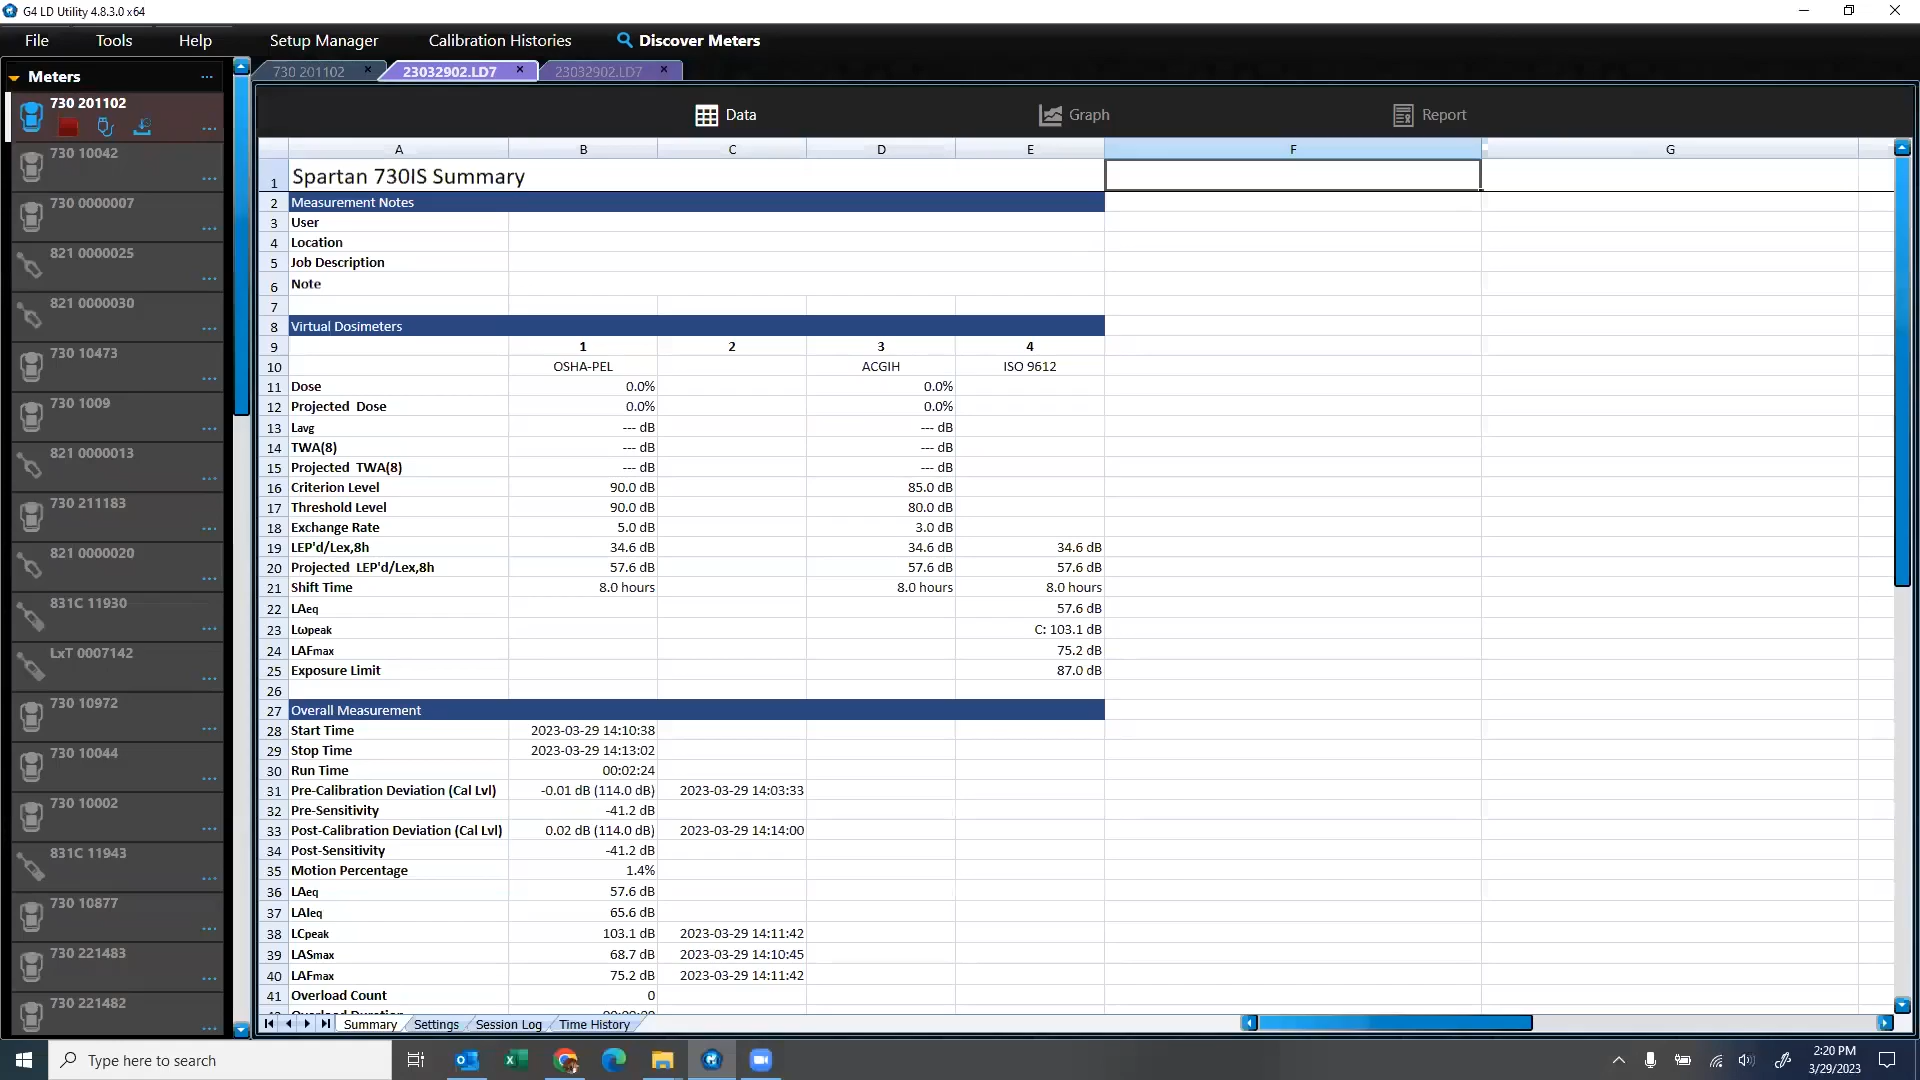 G4 LD Utility 4.8.3.0 x64
File Tools Help Setup Manager Calibration Histories Discover Meters
Meters
730 201102
730 10042
730 0000007
821 0000025
821 0000030
730 10473
730 1009
821 0000013
730 211183
821 0000020
831C 11930
LxT 0007142
730 10972
730 10044
730 10002
831C 11943
730 10877
730 221483
730 221482
730 201102 × 23032902.LD7 × 23032902.LD7 ×
Data Graph Report
A B C D E F G
1 Spartan 730IS Summary
2 Measurement Notes
3 User
4 Location
5 Job Description
6 Note
7
8 Virtual Dosimeters
9 1 2 3 4
10 OSHA-PEL ACGIH ISO 9612
11 Dose 0.0% 0.0%
12 Projected Dose 0.0% 0.0%
13 Lavg --- dB --- dB
14 TWA(8) --- dB --- dB
15 Projected TWA(8) --- dB --- dB
16 Criterion Level 90.0 dB 85.0 dB
17 Threshold Level 90.0 dB 80.0 dB
18 Exchange Rate 5.0 dB 3.0 dB
19 LEP'd/Lex,8h 34.6 dB 34.6 dB 34.6 dB
20 Projected LEP'd/Lex,8h 57.6 dB 57.6 dB 57.6 dB
21 Shift Time 8.0 hours 8.0 hours 8.0 hours
22 LAeq 57.6 dB
23 Lωpeak C: 103.1 dB
24 LAFmax 75.2 dB
25 Exposure Limit 87.0 dB
26
27 Overall Measurement
28 Start Time 2023-03-29 14:10:38
29 Stop Time 2023-03-29 14:13:02
30 Run Time 00:02:24
31 Pre-Calibration Deviation (Cal Lvl) -0.01 dB (114.0 dB) 2023-03-29 14:03:33
32 Pre-Sensitivity -41.2 dB
33 Post-Calibration Deviation (Cal Lvl) 0.02 dB (114.0 dB) 2023-03-29 14:14:00
34 Post-Sensitivity -41.2 dB
35 Motion Percentage 1.4%
36 LAeq 57.6 dB
37 LAIeq 65.6 dB
38 LCpeak 103.1 dB 2023-03-29 14:11:42
39 LASmax 68.7 dB 2023-03-29 14:10:45
40 LAFmax 75.2 dB 2023-03-29 14:11:42
41 Overload Count 0
Summary Settings Session Log Time History
Type here to search
2:20 PM
3/29/2023